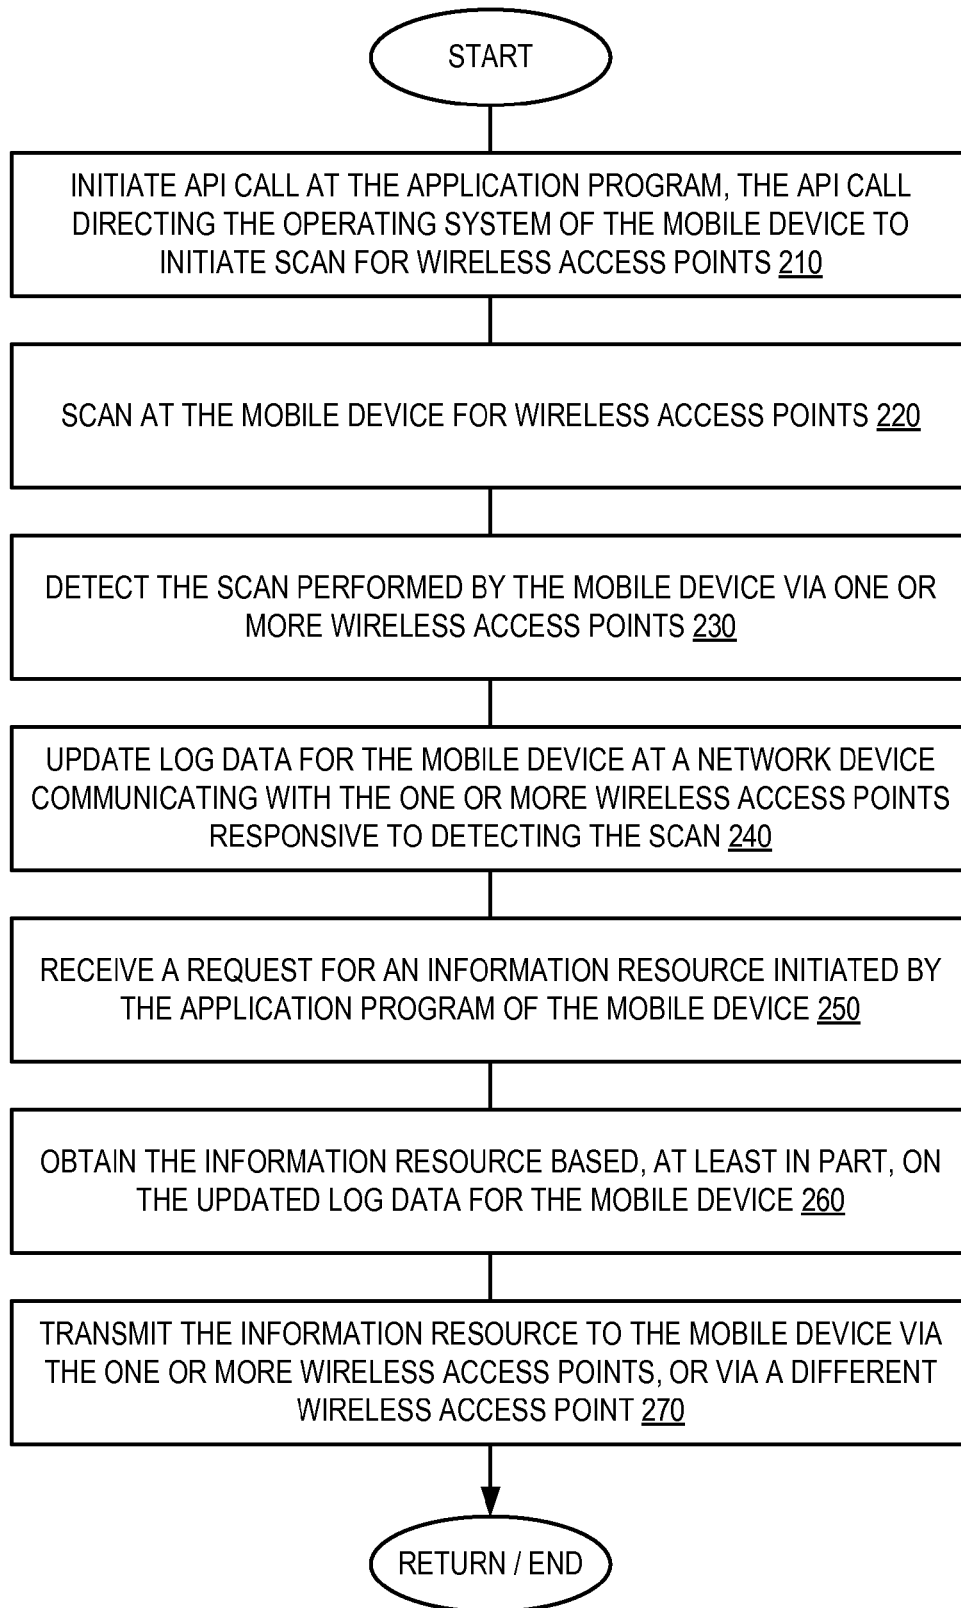 START
INITIATE API CALL AT THE APPLICATION PROGRAM, THE API CALL
DIRECTING THE OPERATING SYSTEM OF THE MOBILE DEVICE TO
INITIATE SCAN FOR WIRELESS ACCESS POINTS 210
SCAN AT THE MOBILE DEVICE FOR WIRELESS ACCESS POINTS 220
DETECT THE SCAN PERFORMED BY THE MOBILE DEVICE VIA ONE OR
MORE WIRELESS ACCESS POINTS 230
UPDATE LOG DATA FOR THE MOBILE DEVICE AT A NETWORK DEVICE
COMMUNICATING WITH THE ONE OR MORE WIRELESS ACCESS POINTS
RESPONSIVE TO DETECTING THE SCAN 240
RECEIVE A REQUEST FOR AN INFORMATION RESOURCE INITIATED BY
THE APPLICATION PROGRAM OF THE MOBILE DEVICE 250
OBTAIN THE INFORMATION RESOURCE BASED, AT LEAST IN PART, ON
THE UPDATED LOG DATA FOR THE MOBILE DEVICE 260
TRANSMIT THE INFORMATION RESOURCE TO THE MOBILE DEVICE VIA
THE ONE OR MORE WIRELESS ACCESS POINTS, OR VIA A DIFFERENT
WIRELESS ACCESS POINT 270
RETURN / END